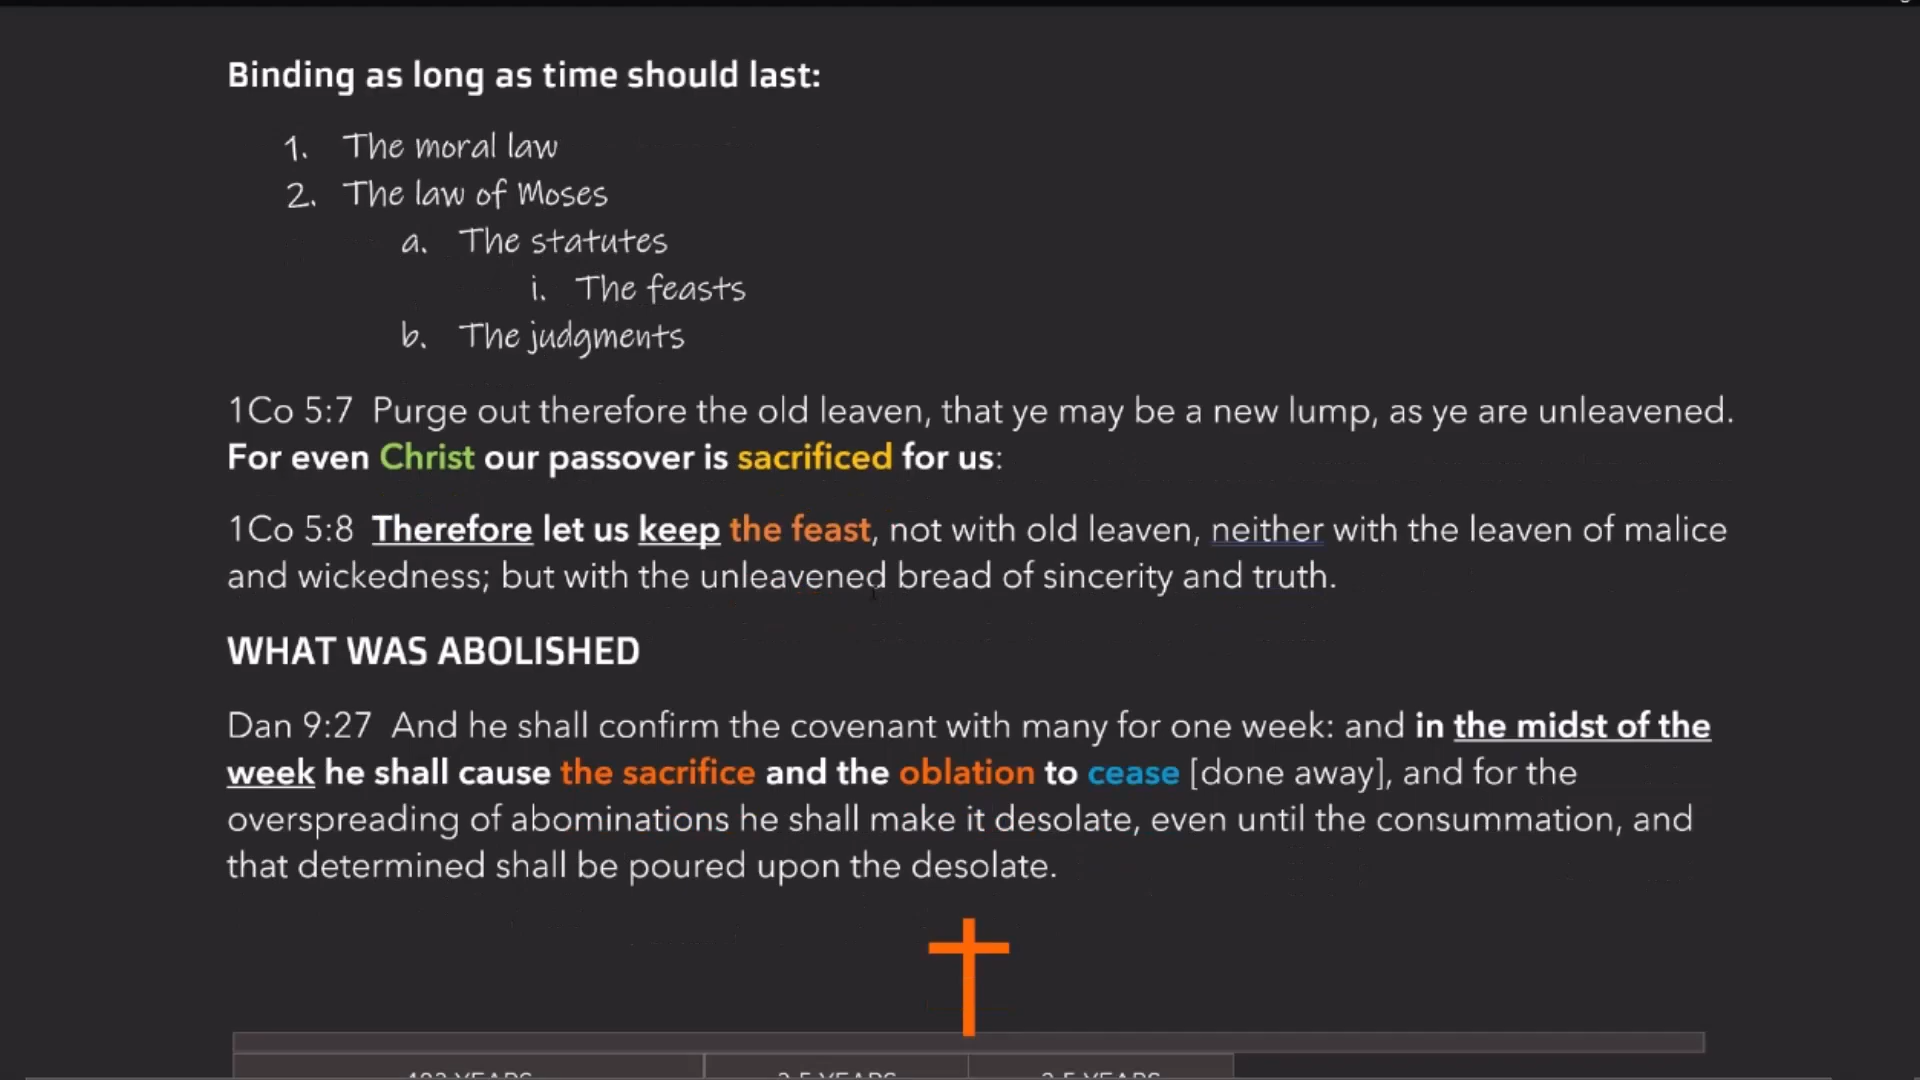 Binding as long as time should last:
1. The moral law
2. The law of Moses
a. The statutes
i. The feasts
b. The judgments
1Co 5:7 Purge out therefore the old leaven, that ye may be a new lump, as ye are unleavened.
For even Christ our passover is sacrificed for us:
1Co 5:8 Therefore let us keep the feast, not with old leaven, neither with the leaven of malice
and wickedness; but with the unleavened bread of sincerity and truth.
WHAT WAS ABOLISHED
Dan 9:27 And he shall confirm the covenant with many for one week: and in the midst of the
week he shall cause the sacrifice and the oblation to cease [done away], and for the
overspreading of abominations he shall make it desolate, even until the consummation, and
that determined shall be poured upon the desolate.
YEARS 3.5 YEARS 3.5 YEARS